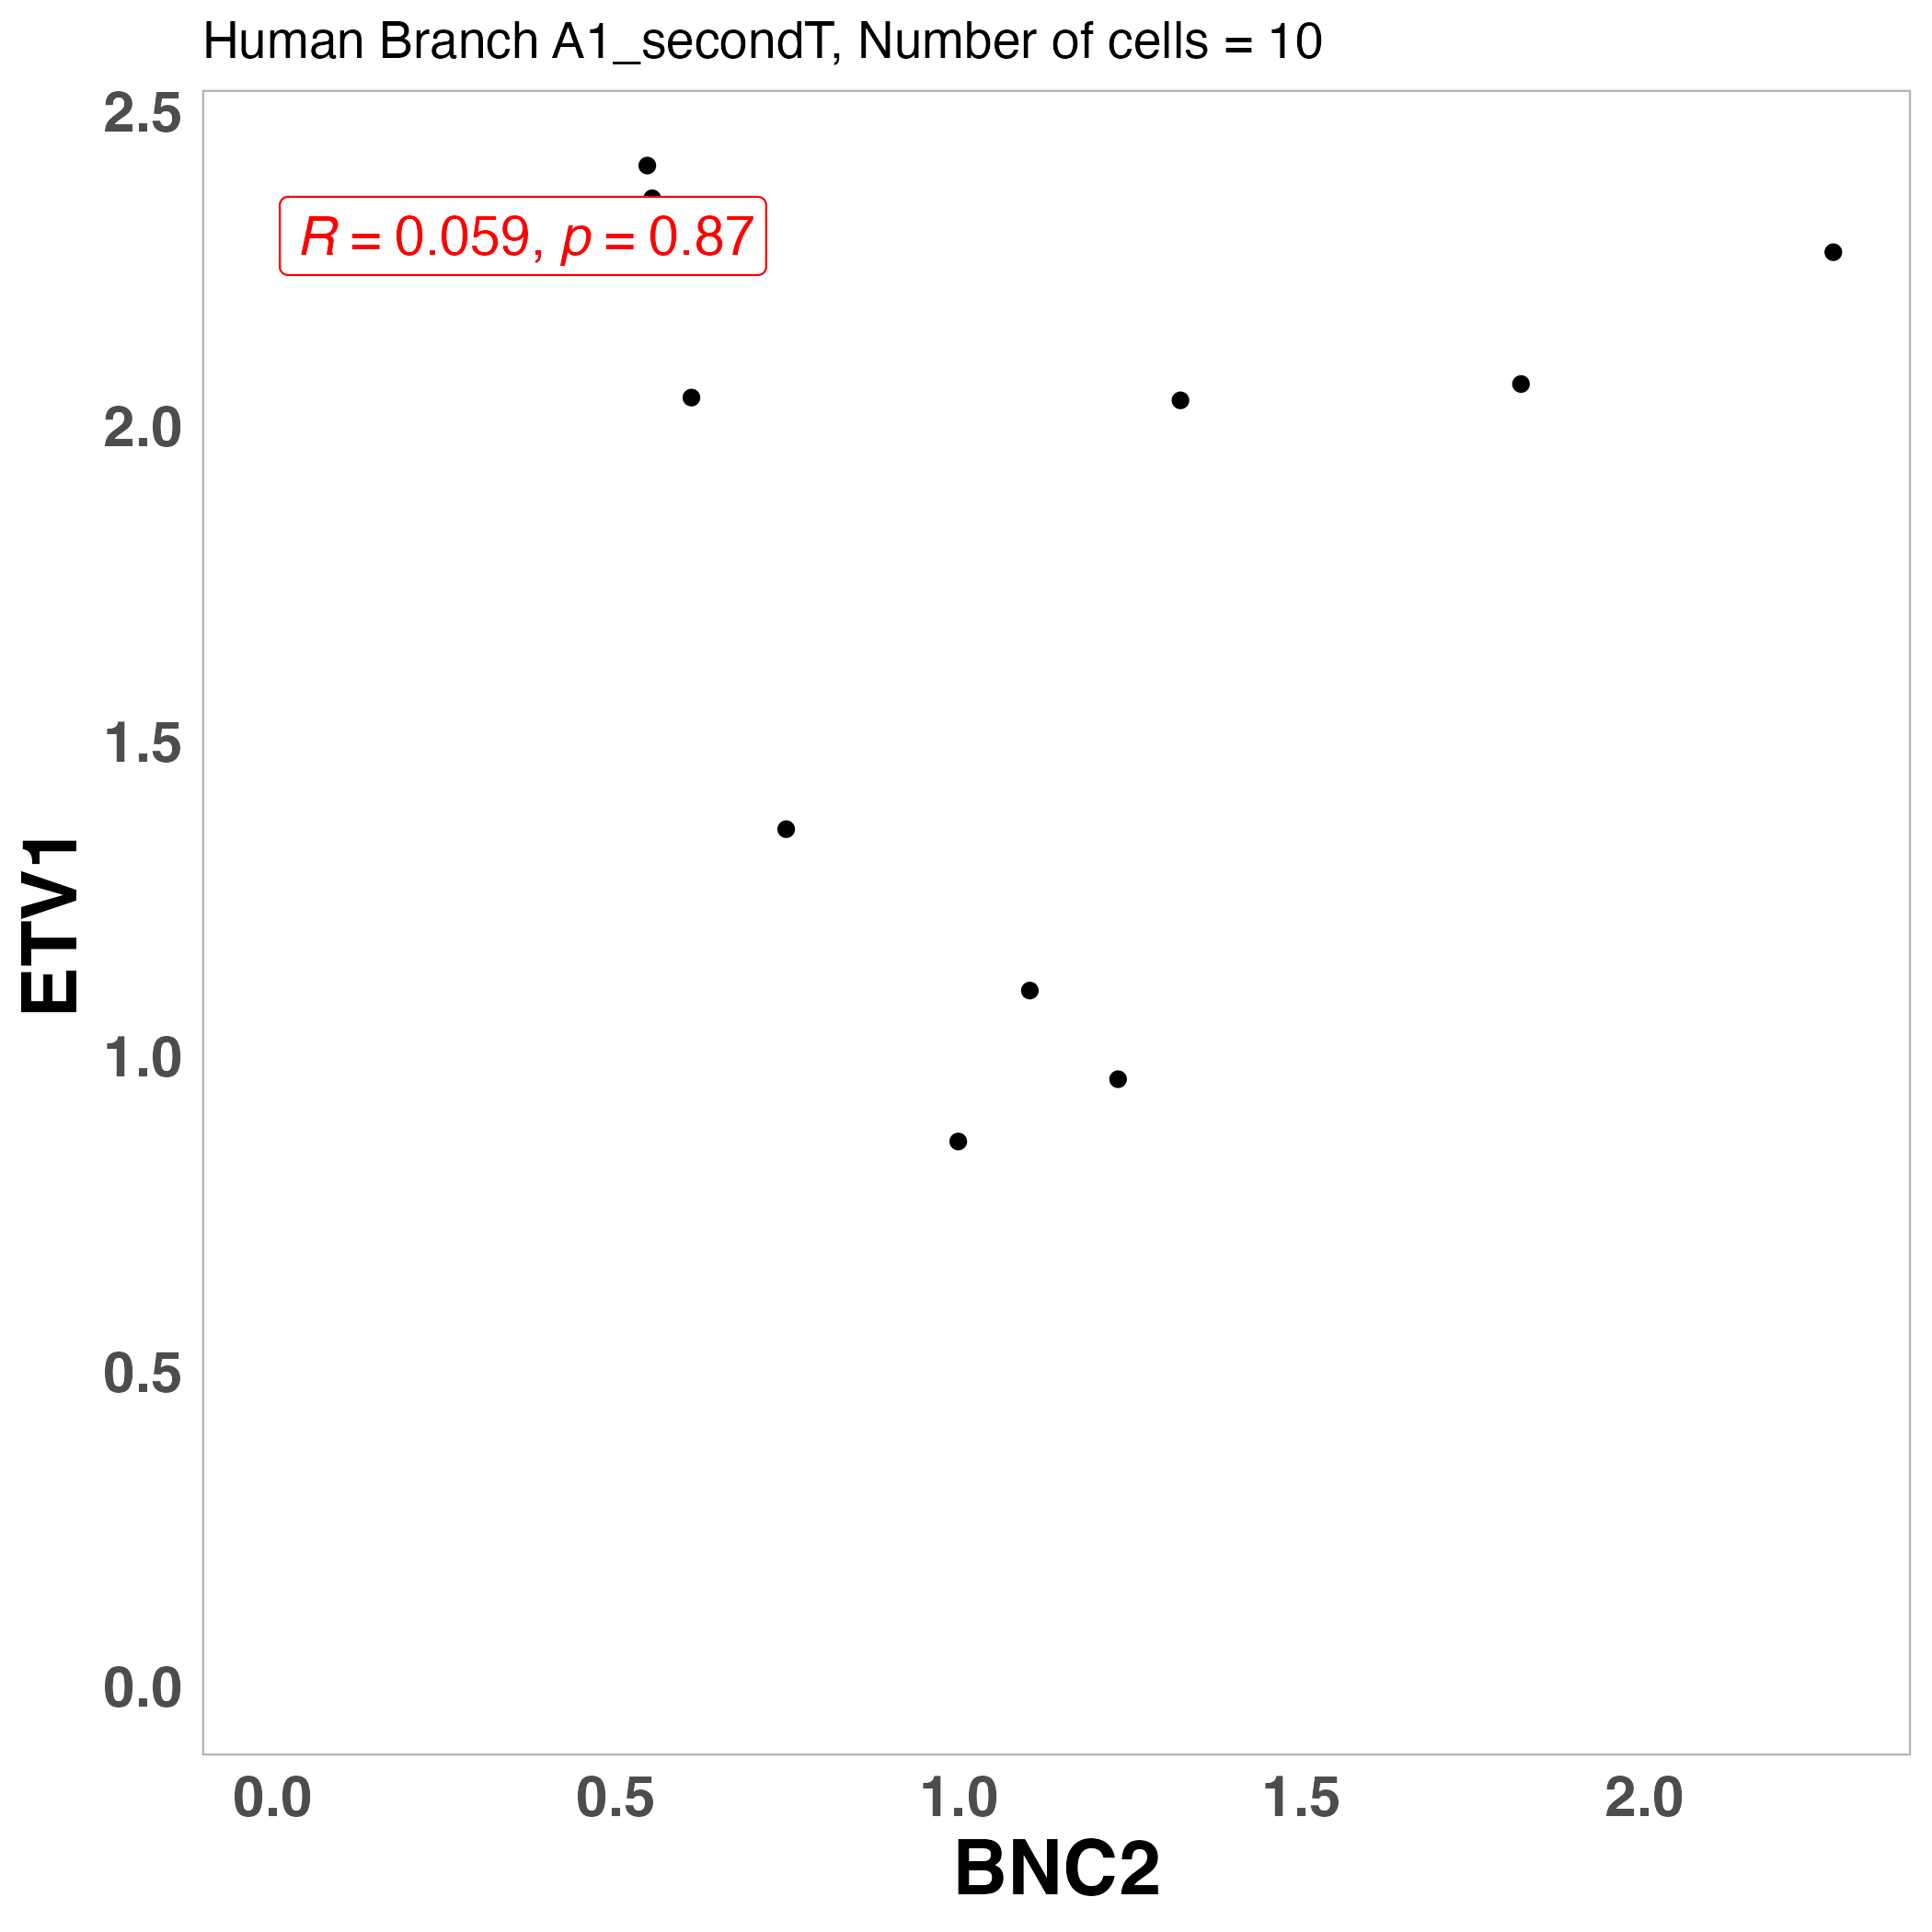 Human Branch A1_secondT, Number of cells = 10
2.5
R = 0.059, p = 0.87
2.0
1.5
ETV1
1.0
0.5
0.0
0.0 0.5 1.0 1.5 2.0
BNC2